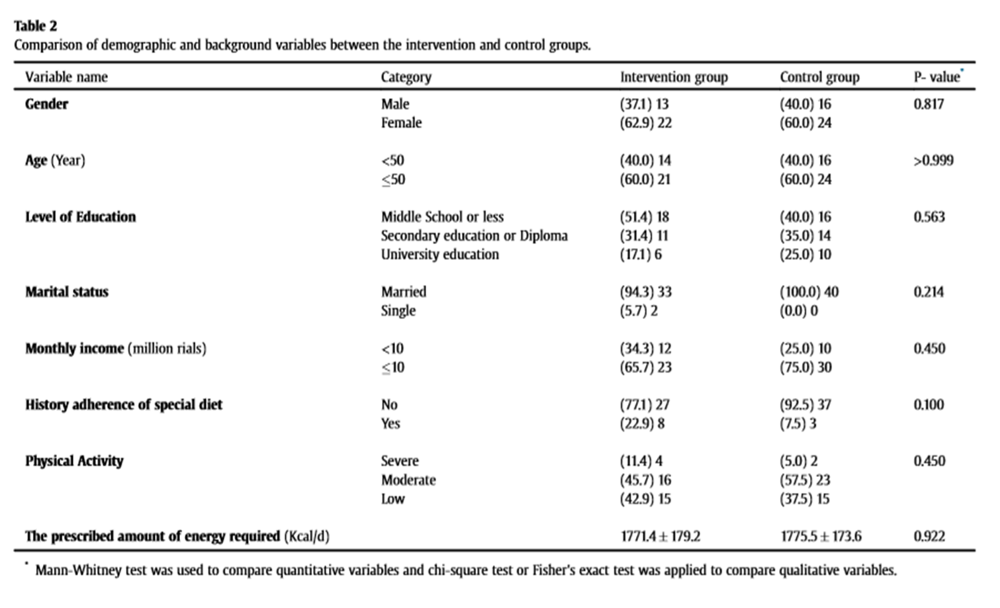 Table 2
Comparison of demographic and background variables between the intervention and control groups.
Variable name Category Intervention group Control group P- value*
Gender Male (37.1) 13 (40.0) 16 0.817
Female (62.9) 22 (60.0) 24
Age (Year) <50 (40.0) 14 (40.0) 16 >0.999
≤50 (60.0) 21 (60.0) 24
Level of Education Middle School or less (51.4) 18 (40.0) 16 0.563
Secondary education or Diploma (31.4) 11 (35.0) 14
University education (17.1) 6 (25.0) 10
Marital status Married (94.3) 33 (100.0) 40 0.214
Single (5.7) 2 (0.0) 0
Monthly income (million rials) <10 (34.3) 12 (25.0) 10 0.450
≤10 (65.7) 23 (75.0) 30
History adherence of special diet No (77.1) 27 (92.5) 37 0.100
Yes (22.9) 8 (7.5) 3
Physical Activity Severe (11.4) 4 (5.0) 2 0.450
Moderate (45.7) 16 (57.5) 23
Low (42.9) 15 (37.5) 15
The prescribed amount of energy required (Kcal/d) 1771.4 ± 179.2 1775.5 ± 173.6 0.922
* Mann-Whitney test was used to compare quantitative variables and chi-square test or Fisher's exact test was applied to compare qualitative variables.